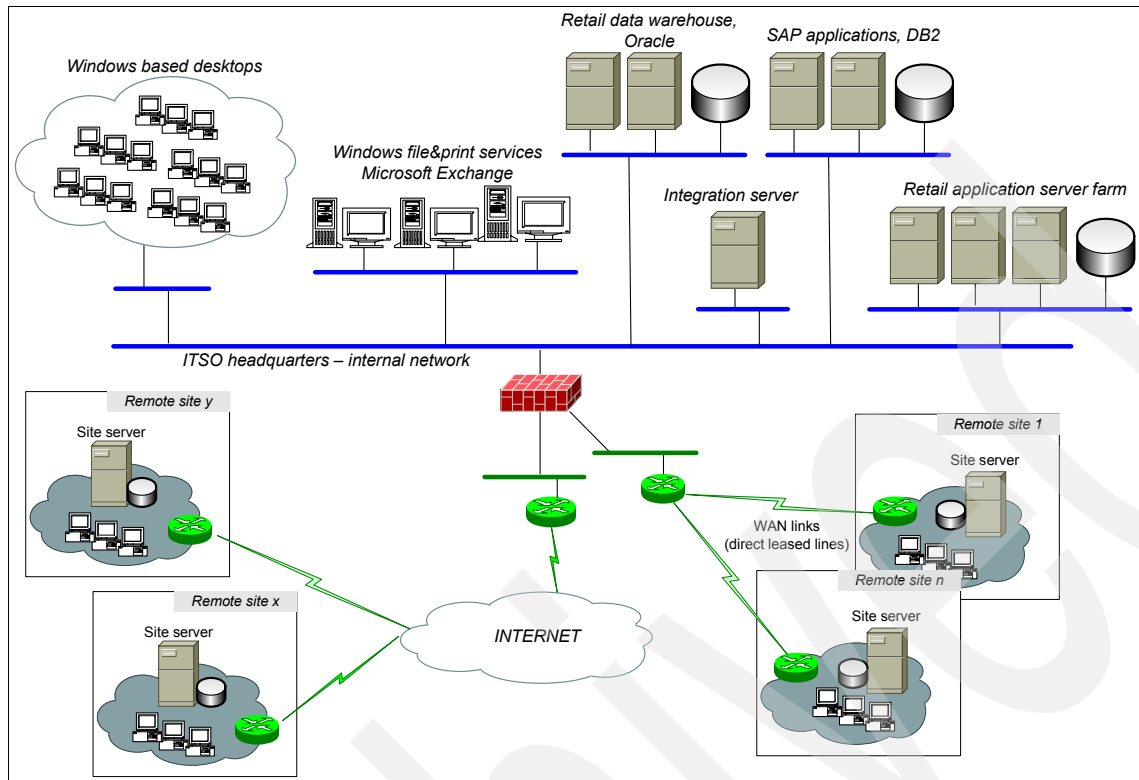 Retail data warehouse,
Oracle
SAP applications, DB2
Windows based desktops
Windows file&print services
Microsoft Exchange
Integration server
Retail application server farm
ITSO headquarters – internal network
Remote site y
Site server
Remote site 1
Site server
WAN links
(direct leased lines)
Remote site x
Site server
INTERNET
Remote site n
Site server